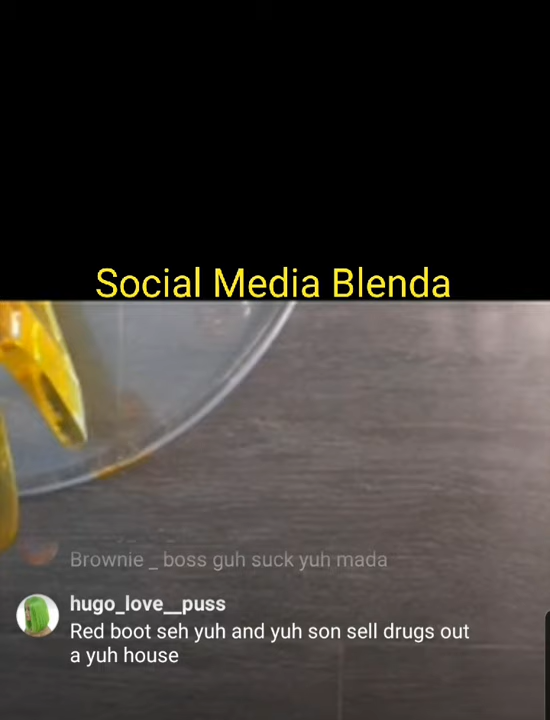 Social Media Blenda
Brownie _ boss guh suck yuh mada
hugo_love__puss
Red boot seh yuh and yuh son sell drugs out
a yuh house